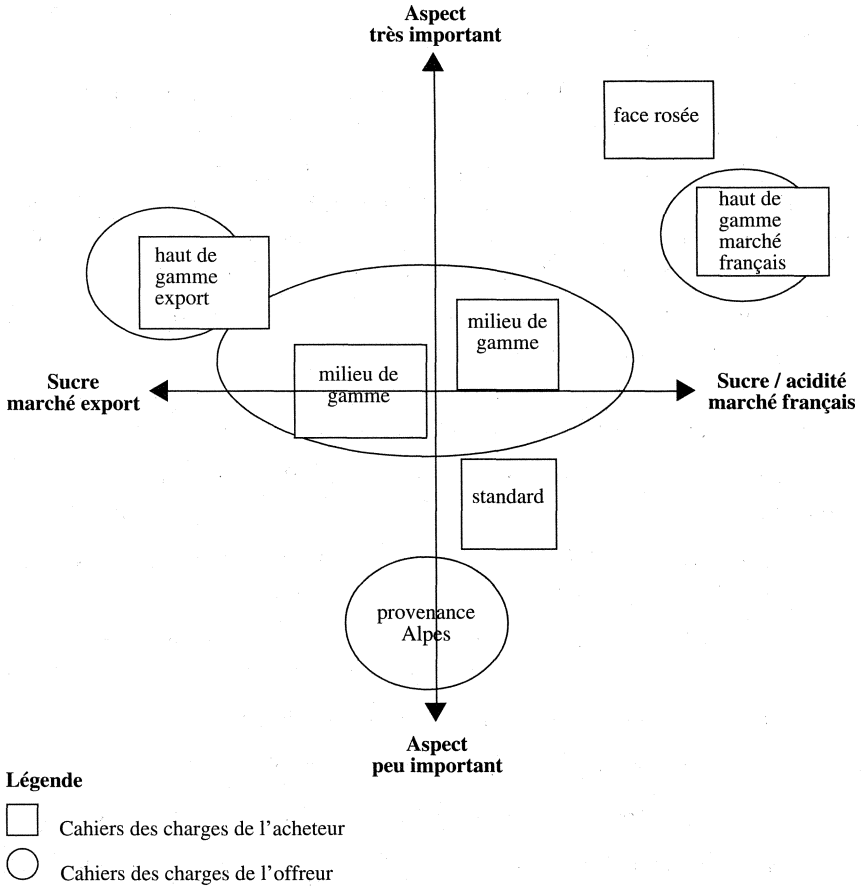 Aspect
très important
face rosée
haut de
gamme
marché
français
haut de
gamme
export
milieu de
gamme
milieu de
gamme
Sucre
marché export
Sucre / acidité
marché français
standard
provenance
Alpes
Aspect
peu important
Légende
Cahiers des charges de l'acheteur
Cahiers des charges de l'offreur